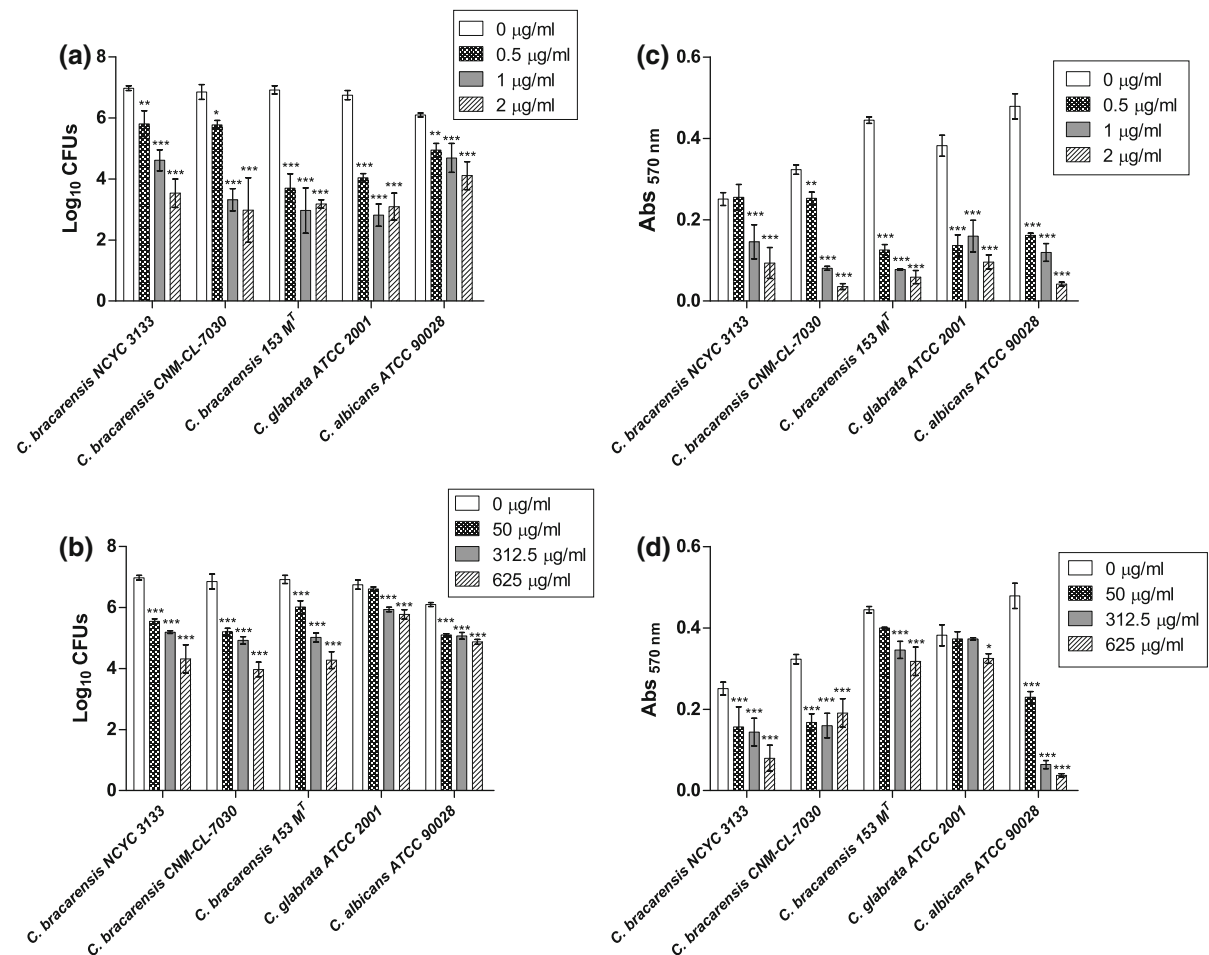 (a)
0 μg/ml
0.5 μg/ml
1 μg/ml
2 μg/ml
Log10 CFUs
8
6
4
2
0
** *** ***
* *** ***
*** *** ***
*** *** ***
** *** ***
C. bracarensis NCYC 3133
C. bracarensis CNM-CL-7030
C. bracarensis 153 MT
C. glabrata ATCC 2001
C. albicans ATCC 90028
(c)
0 μg/ml
0.5 μg/ml
1 μg/ml
2 μg/ml
Abs 570 nm
0.6
0.4
0.2
0.0
*** ***
** *** ***
*** *** ***
*** *** ***
*** *** ***
C. bracarensis NCYC 3133
C. bracarensis CNM-CL-7030
C. bracarensis 153 MT
C. glabrata ATCC 2001
C. albicans ATCC 90028
(b)
0 μg/ml
50 μg/ml
312.5 μg/ml
625 μg/ml
Log10 CFUs
8
6
4
2
0
*** *** ***
*** *** ***
*** *** ***
*** ***
*** *** ***
C. bracarensis NCYC 3133
C. bracarensis CNM-CL-7030
C. bracarensis 153 MT
C. glabrata ATCC 2001
C. albicans ATCC 90028
(d)
0 μg/ml
50 μg/ml
312.5 μg/ml
625 μg/ml
Abs 570 nm
0.6
0.4
0.2
0.0
*** *** ***
*** *** ***
*** ***
*
*** *** ***
C. bracarensis NCYC 3133
C. bracarensis CNM-CL-7030
C. bracarensis 153 MT
C. glabrata ATCC 2001
C. albicans ATCC 90028